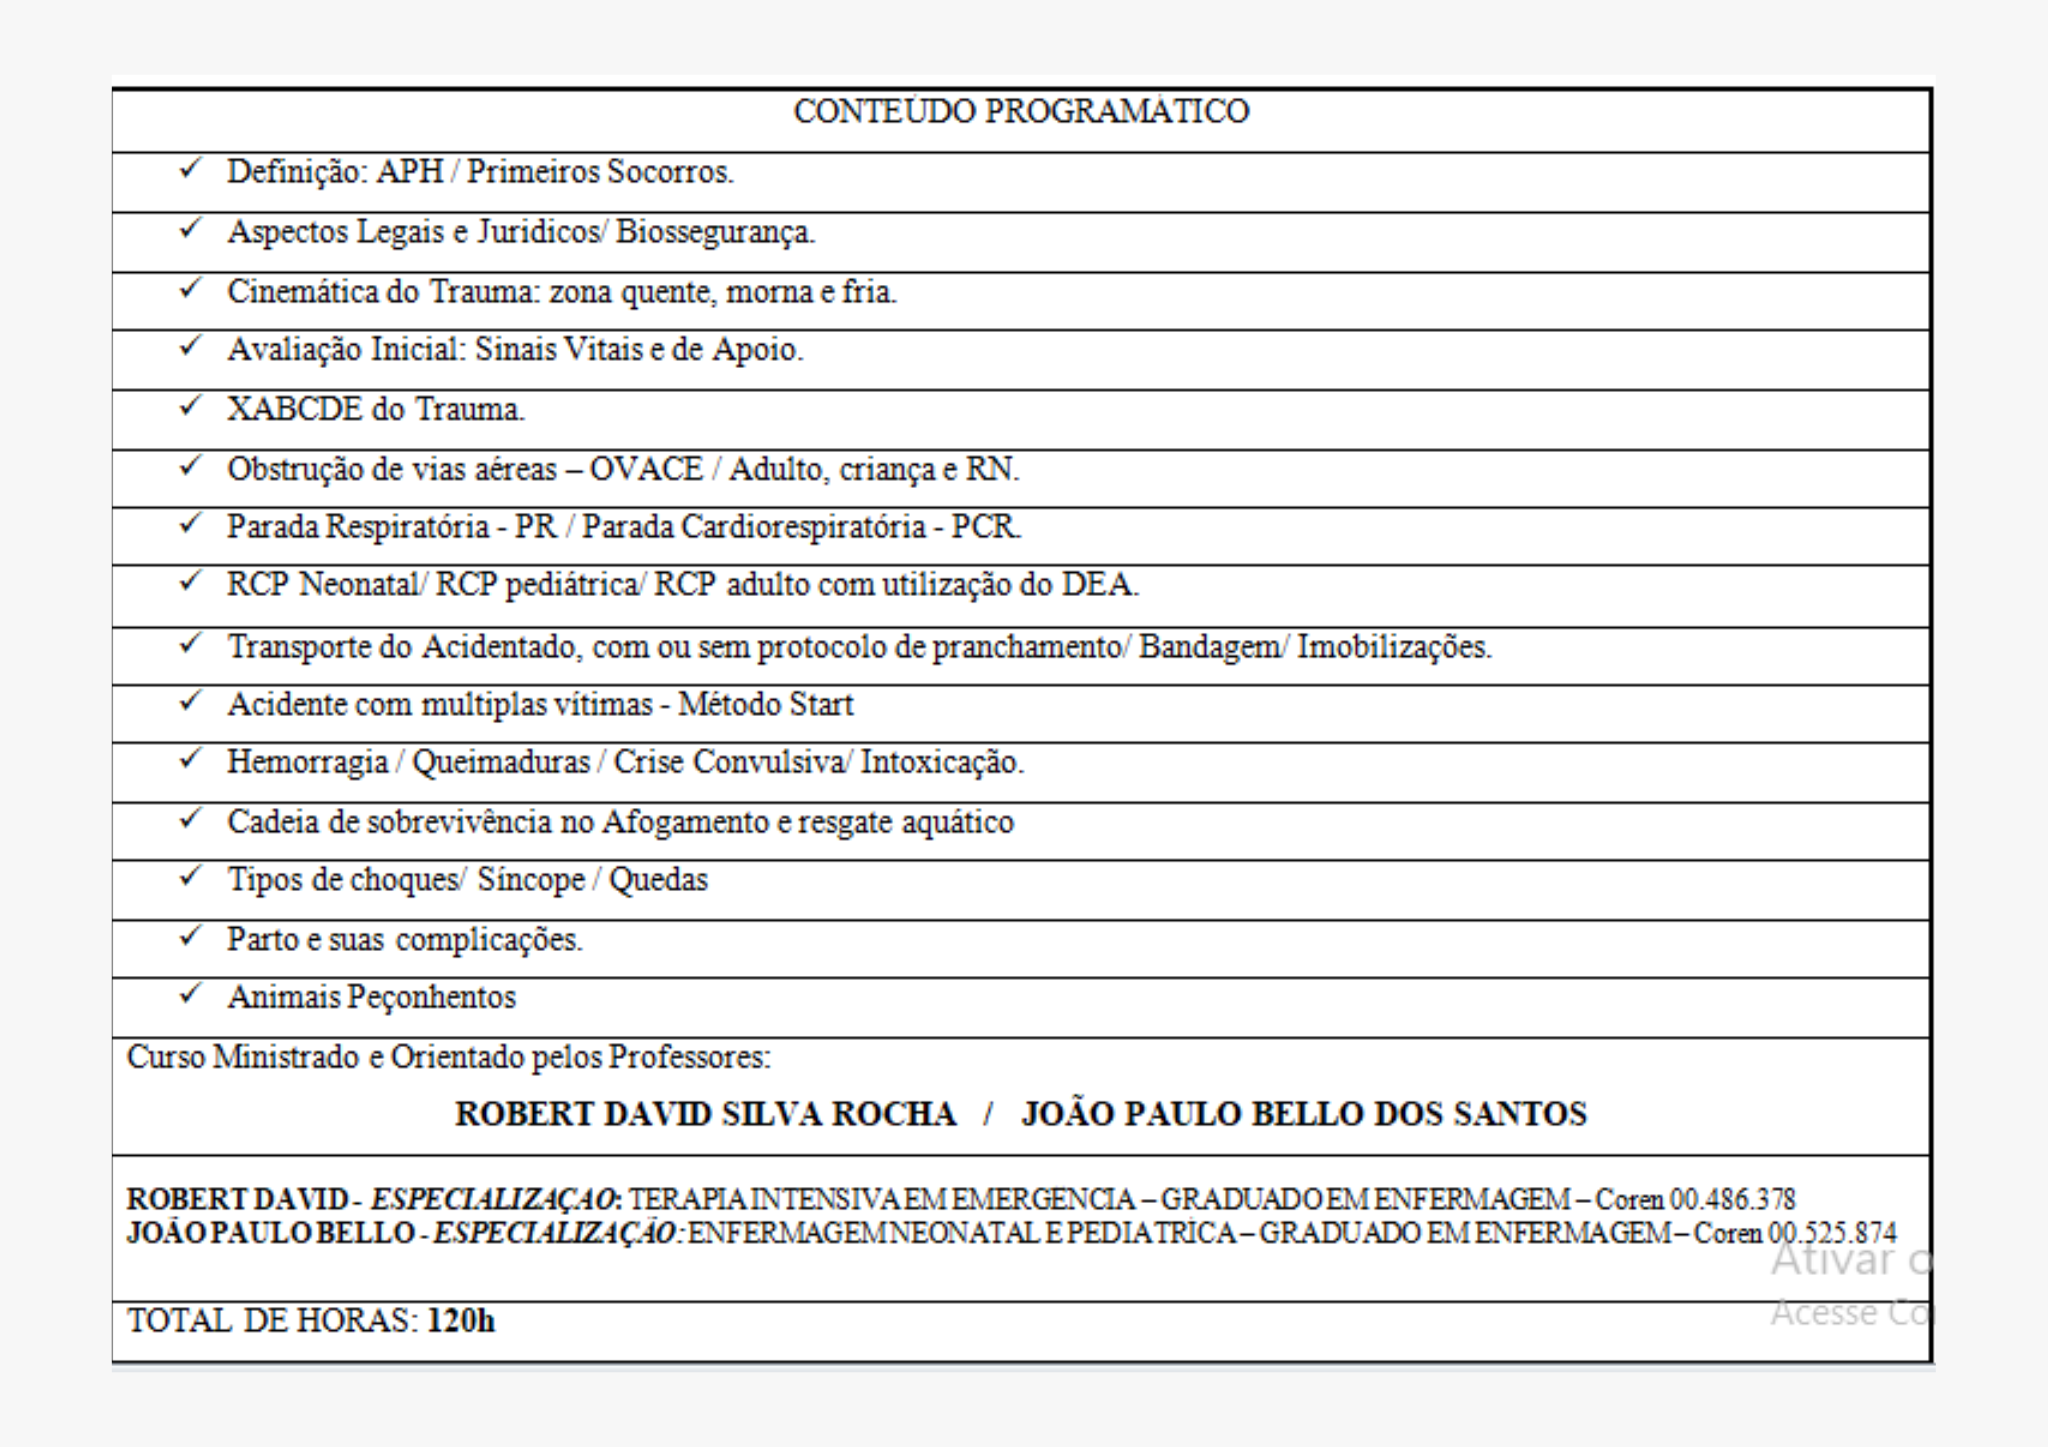 CONTEÚDO PROGRAMÁTICO
✓ Definição: APH / Primeiros Socorros.
✓ Aspectos Legais e Juridicos/ Biossegurança.
✓ Cinemática do Trauma: zona quente, morna e fria.
✓ Avaliação Inicial: Sinais Vitais e de Apoio.
✓ XABCDE do Trauma.
✓ Obstrução de vias aéreas – OVACE / Adulto, criança e RN.
✓ Parada Respiratória - PR / Parada Cardiorespiratória - PCR.
✓ RCP Neonatal/ RCP pediátrica/ RCP adulto com utilização do DEA.
✓ Transporte do Acidentado, com ou sem protocolo de pranchamento/ Bandagem/ Imobilizações.
✓ Acidente com multiplas vítimas - Método Start
✓ Hemorragia / Queimaduras / Crise Convulsiva/ Intoxicação.
✓ Cadeia de sobrevivência no Afogamento e resgate aquático
✓ Tipos de choques/ Síncope / Quedas
✓ Parto e suas complicações.
✓ Animais Peçonhentos
Curso Ministrado e Orientado pelos Professores:
ROBERT DAVID SILVA ROCHA / JOÃO PAULO BELLO DOS SANTOS
ROBERT DAVID - ESPECIALIZAÇAO: TERAPIA INTENSIVA EM EMERGÊNCIA – GRADUADO EM ENFERMAGEM – Coren 00.486.378
JOÃO PAULO BELLO - ESPECIALIZAÇÃO: ENFERMAGEM NEONATAL E PEDIATRICA – GRADUADO EM ENFERMAGEM – Coren 00.525.874
Ativar o
Acesse Co
TOTAL DE HORAS: 120h